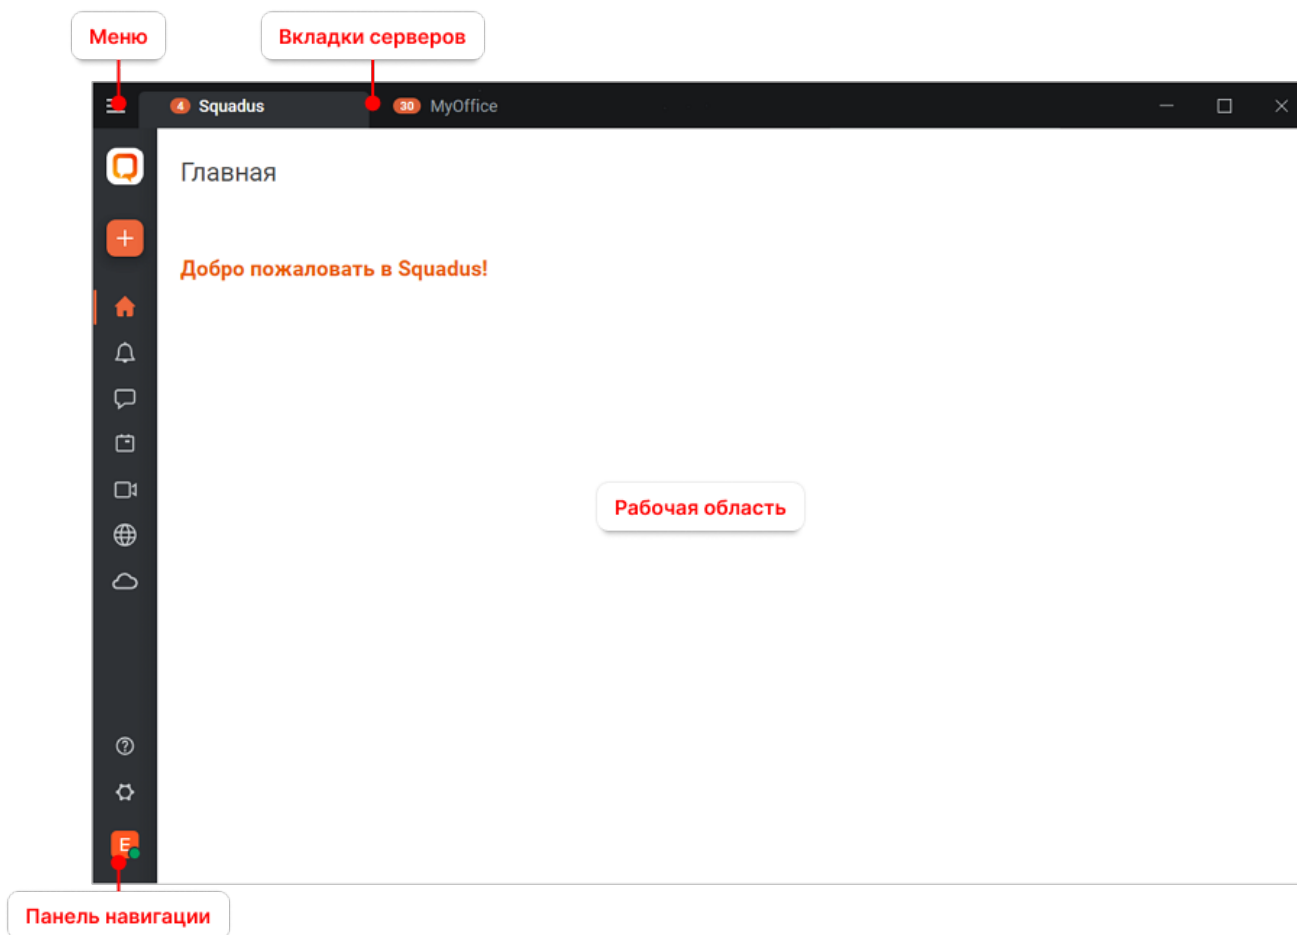 Меню
Вкладки серверов
4 Squadus
30 MyOffice
Главная
Добро пожаловать в Squadus!
Рабочая область
E
Панель навигации